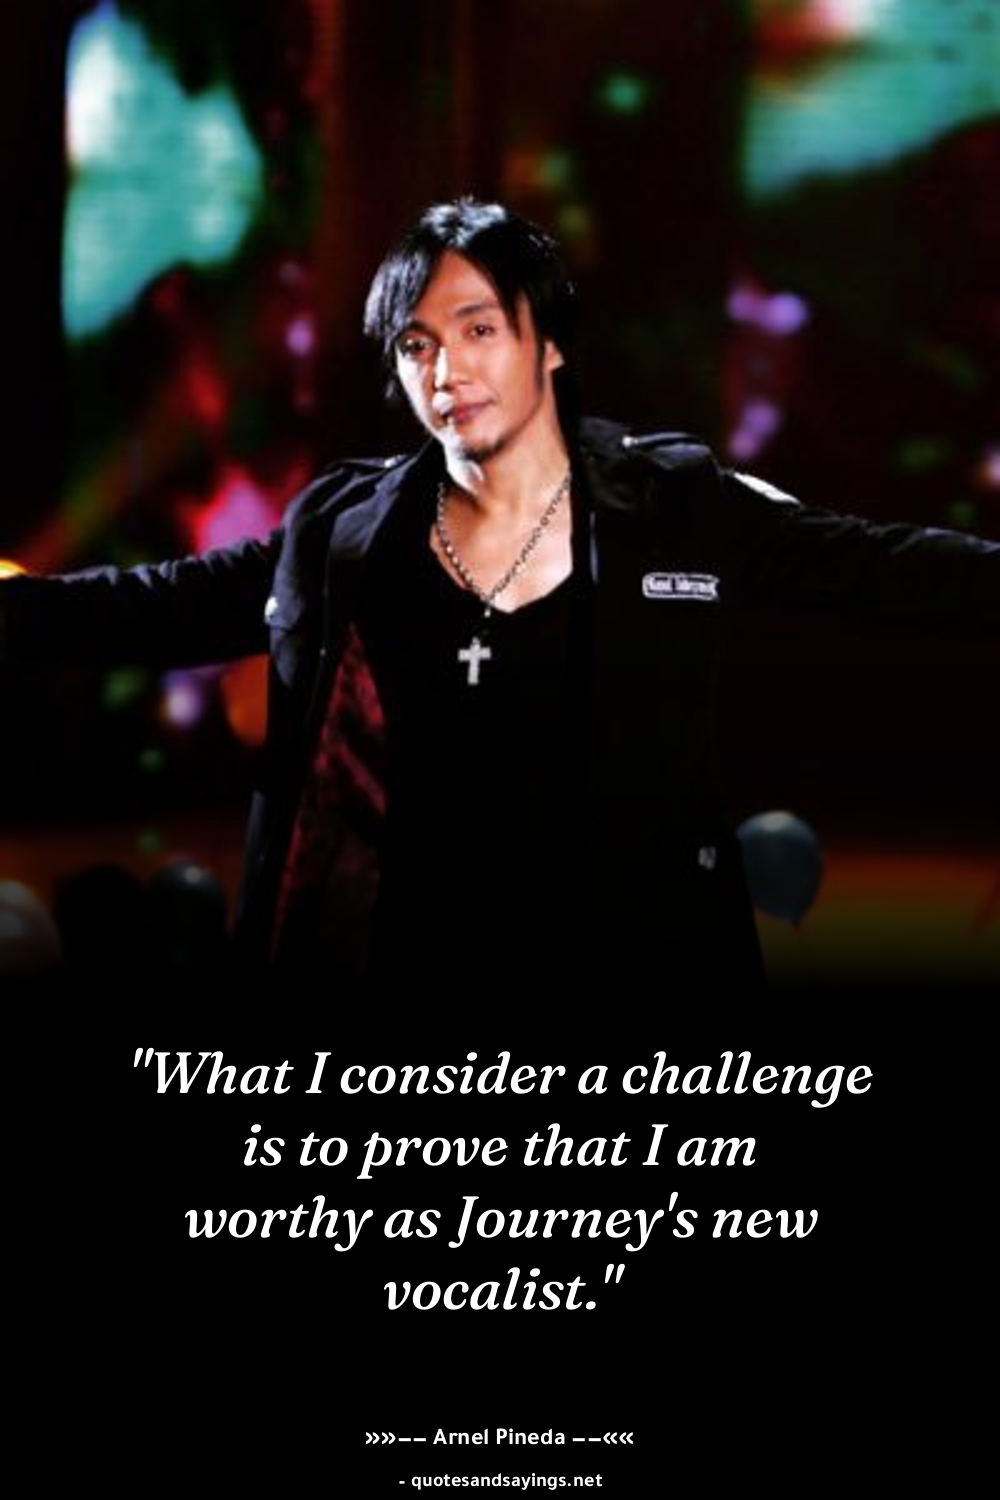 "What I consider a challenge
is to prove that I am
worthy as Journey's new
vocalist."
»»–– Arnel Pineda ––««
- quotesandsayings.net